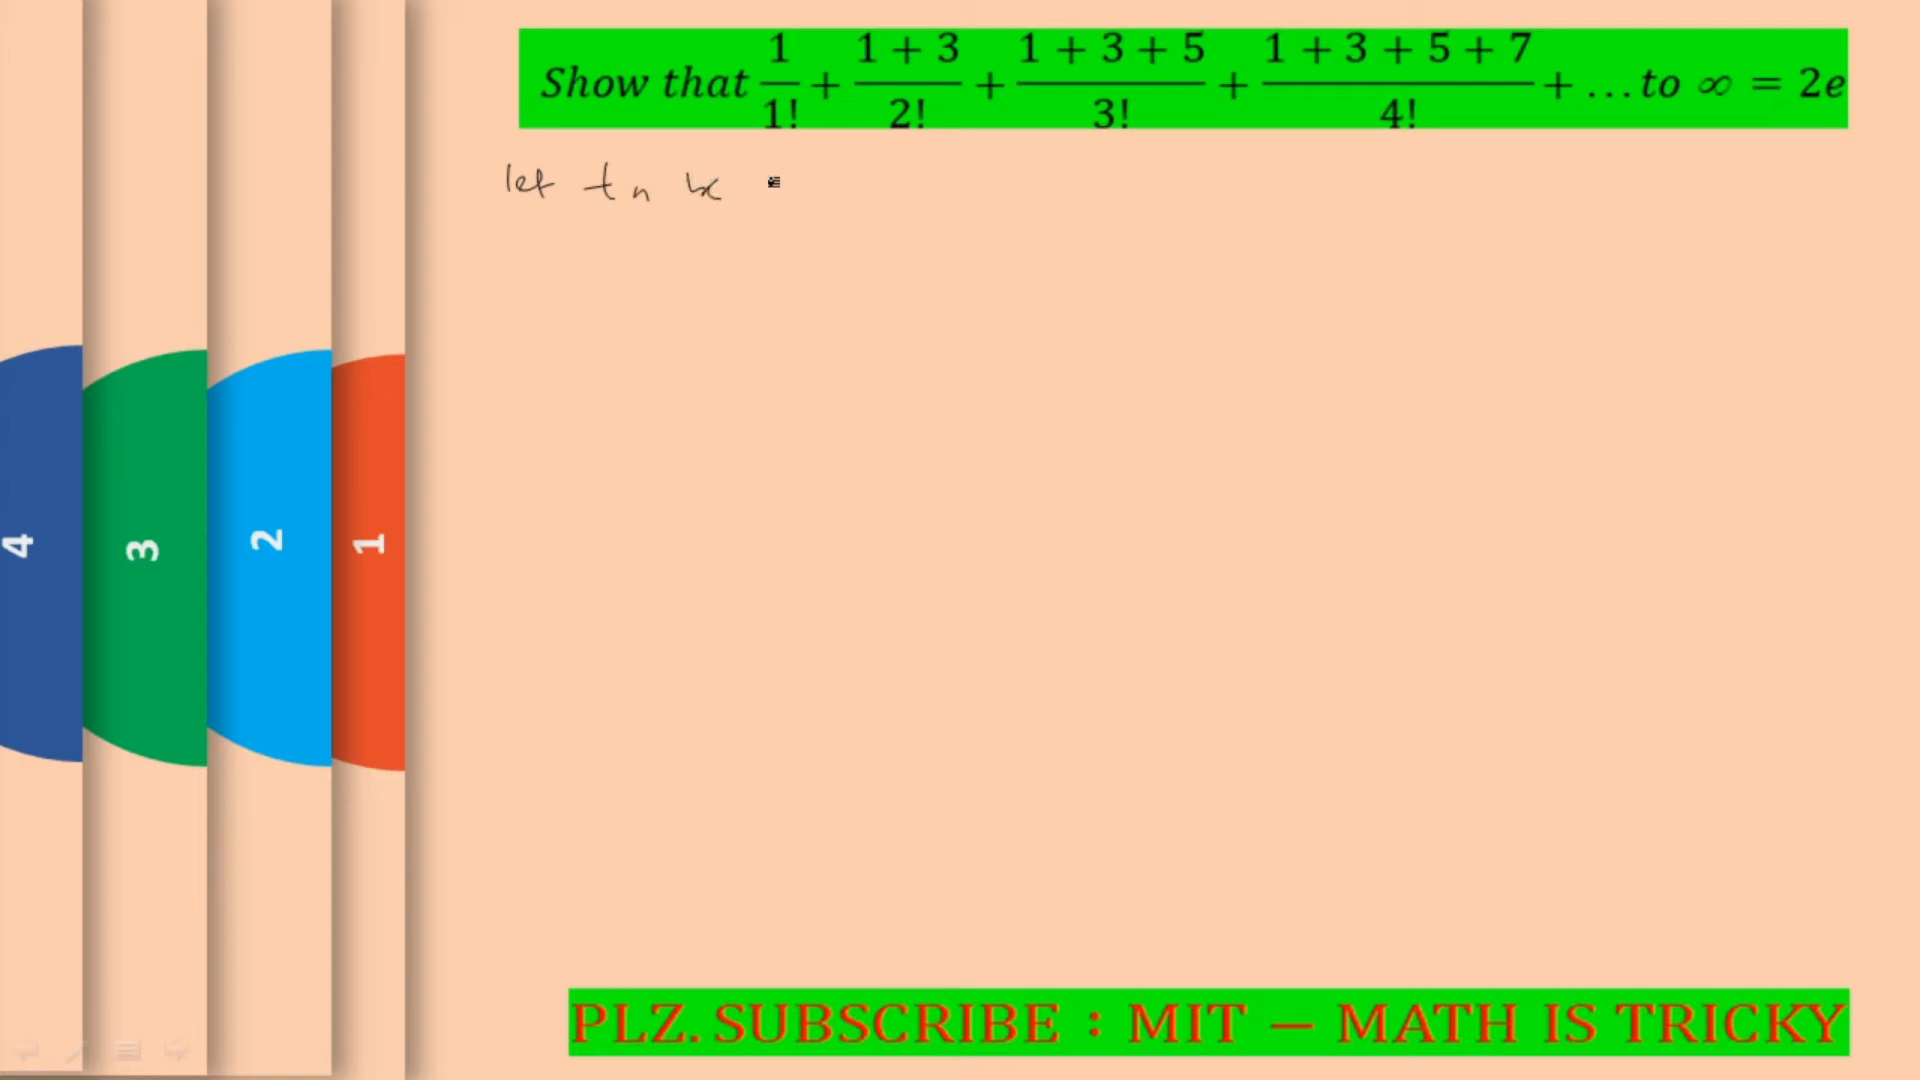 Show that 1/1! + (1 + 3)/2! + (1 + 3 + 5)/3! + (1 + 3 + 5 + 7)/4! + ... to ∞ = 2e
let tn be
4
3
2
1
PLZ. SUBSCRIBE : MIT − MATH IS TRICKY